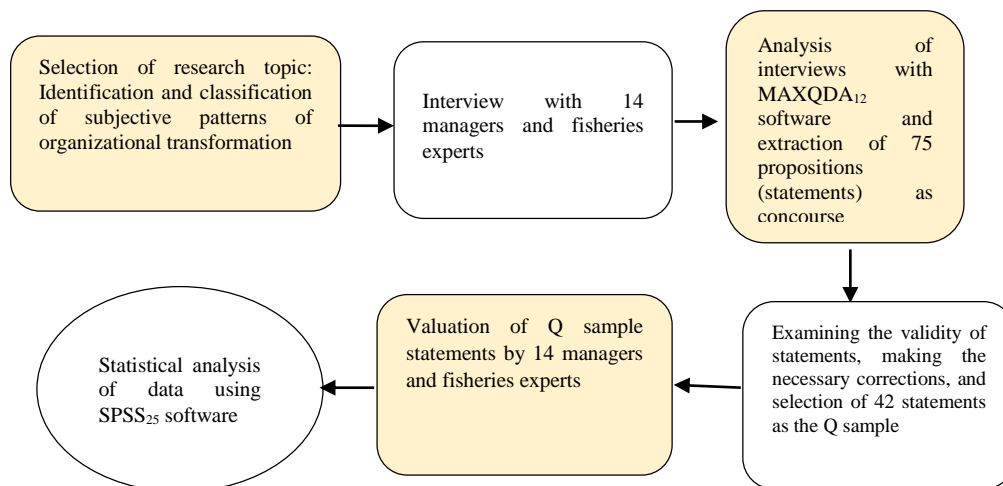 Selection of research topic:
Identification and classification
of subjective patterns of
organizational transformation
Interview with 14
managers and fisheries
experts
Analysis of
interviews with
MAXQDA12
software and
extraction of 75
propositions
(statements) as
concourse
Examining the validity of
statements, making the
necessary corrections, and
selection of 42 statements
as the Q sample
Valuation of Q sample
statements by 14 managers
and fisheries experts
Statistical analysis
of data using
SPSS25 software